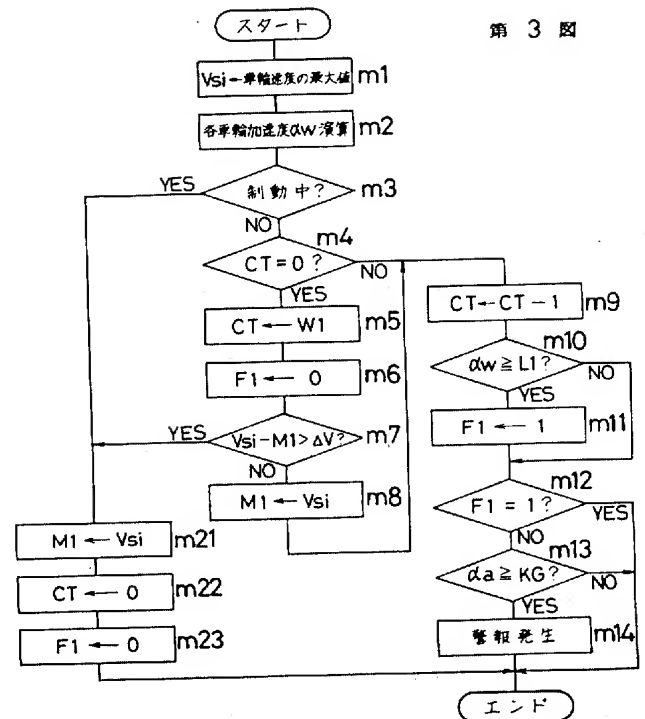 第 3 図
スタート
Vsi←車輪速度の最大値 m1
各車輪加速度αw演算 m2
制動中? m3
YES
NO
CT=0? m4
NO
YES
CT←W1 m5
F1←0 m6
Vsi-M1>ΔV? m7
YES
NO
M1←Vsi m8
CT←CT-1 m9
αw≧L1? m10
NO
YES
F1←1 m11
F1=1? m12
YES
NO
αa≧KG? m13
NO
YES
警報発生 m14
M1←Vsi m21
CT←0 m22
F1←0 m23
エンド